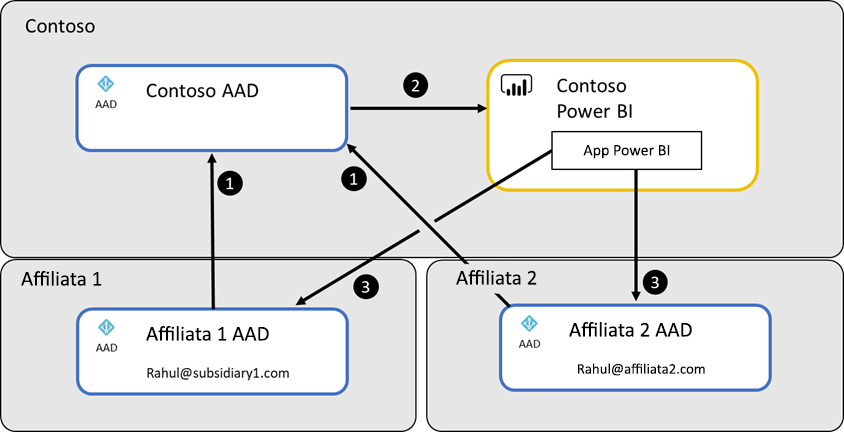 Contoso
AAD
Contoso AAD
2
Contoso
Power BI
App Power BI
1
1
Affiliata 1
3
Affiliata 2
3
AAD
Affiliata 1 AAD
Rahul@subsidiary1.com
AAD
Affiliata 2 AAD
Rahul@affiliata2.com